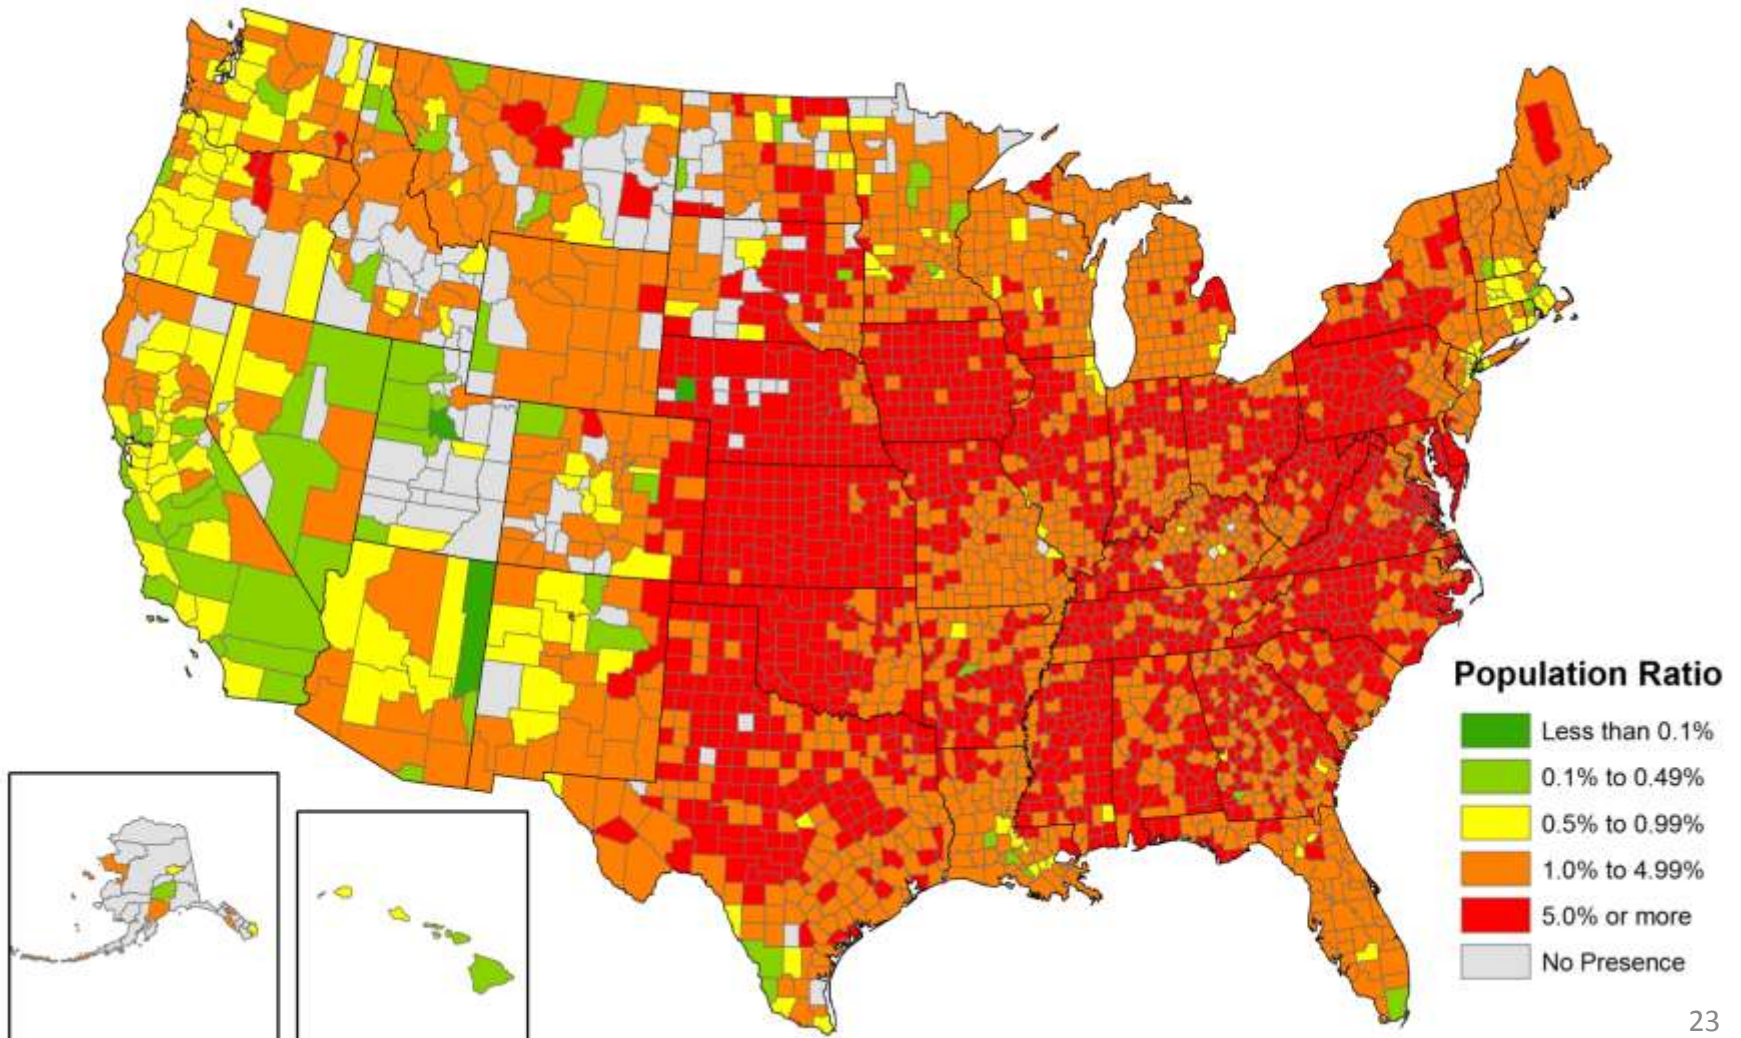 Population Ratio
Less than 0.1%
0.1% to 0.49%
0.5% to 0.99%
1.0% to 4.99%
5.0% or more
No Presence
23